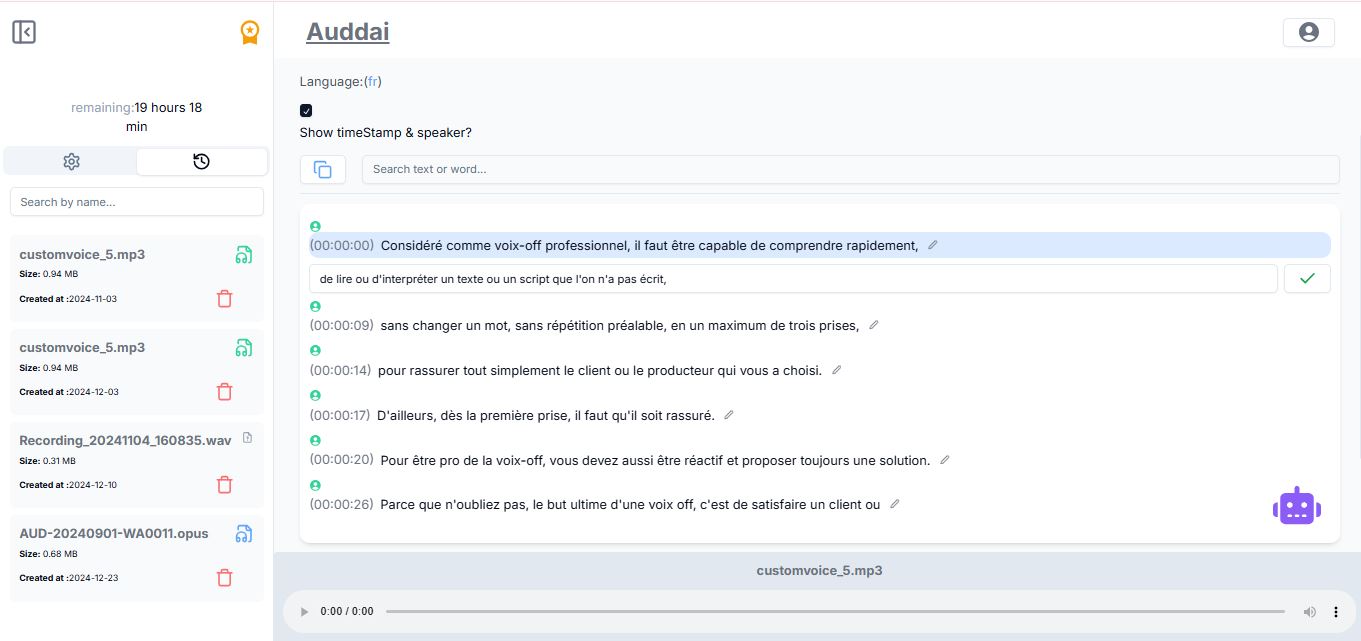 Auddai
remaining:19 hours 18
min
Search by name...
customvoice_5.mp3
Size: 0.94 MB
Created at :2024-11-03
customvoice_5.mp3
Size: 0.94 MB
Created at :2024-12-03
Recording_20241104_160835.wav
Size: 0.31 MB
Created at :2024-12-10
AUD-20240901-WA0011.opus
Size: 0.68 MB
Created at :2024-12-23
Language:(fr)
Show timeStamp & speaker?
Search text or word...
(00:00:00) Considéré comme voix-off professionnel, il faut être capable de comprendre rapidement,
de lire ou d'interpréter un texte ou un script que l'on n'a pas écrit,
(00:00:09) sans changer un mot, sans répétition préalable, en un maximum de trois prises,
(00:00:14) pour rassurer tout simplement le client ou le producteur qui vous a choisi.
(00:00:17) D'ailleurs, dès la première prise, il faut qu'il soit rassuré.
(00:00:20) Pour être pro de la voix-off, vous devez aussi être réactif et proposer toujours une solution.
(00:00:26) Parce que n'oubliez pas, le but ultime d'une voix off, c'est de satisfaire un client ou
customvoice_5.mp3
0:00 / 0:00